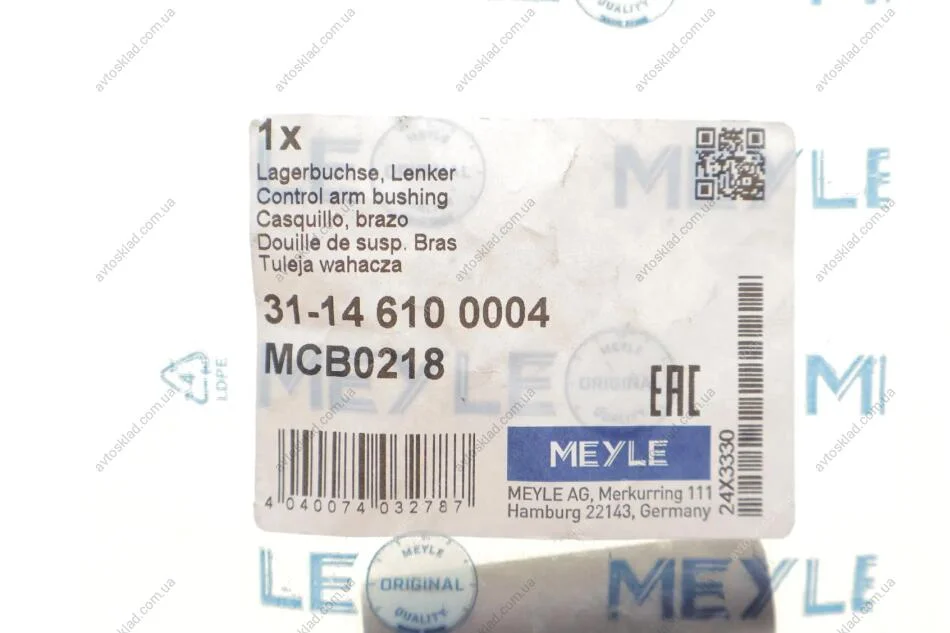 1x
Lagerbuchse, Lenker
Control arm bushing
Casquillo, brazo
Douille de susp. Bras
Tuleja wahacza
31-14 610 0004
MCB0218
EAC
MEYLE
MEYLE AG, Merkurring 111
Hamburg 22143, Germany
4 040074 032787
24X3330
LDPE
MEYLE
ORIGINAL
QUALITY
MEYLE
avtosklad.com.ua